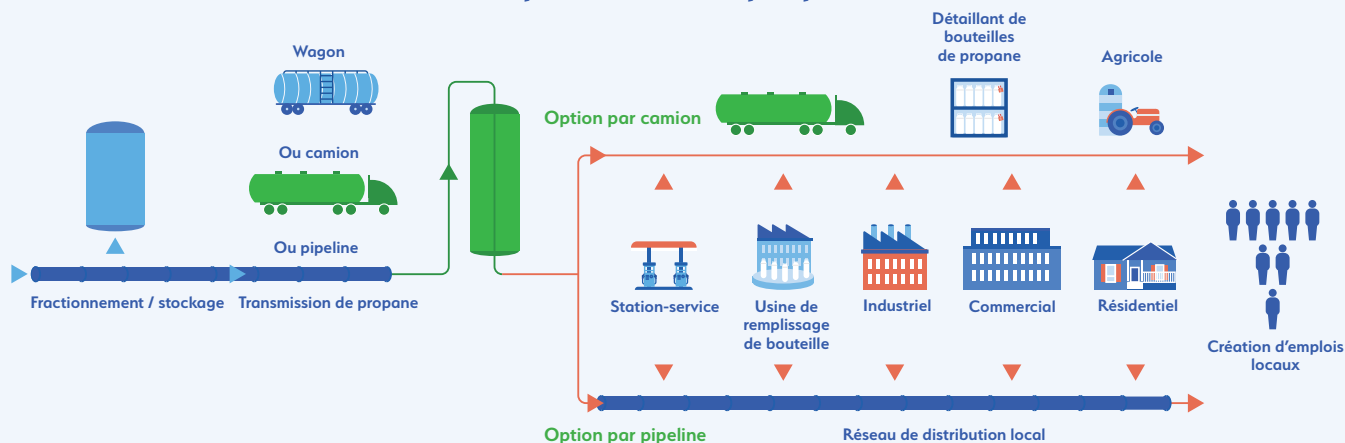 Détaillant de
bouteilles
de propane
Wagon
Agricole
Option par camion
Ou camion
Ou pipeline
Fractionnement / stockage
Transmission de propane
Station-service
Usine de
remplissage
de bouteille
Industriel
Commercial
Résidentiel
Création d'emplois
locaux
Option par pipeline
Réseau de distribution local